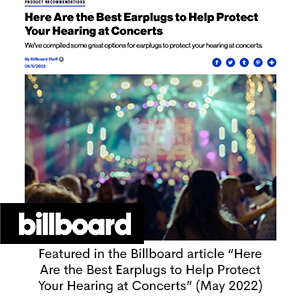 PRODUCT RECOMMENDATIONS
Here Are the Best Earplugs to Help Protect
Your Hearing at Concerts
We've compiled some great options for earplugs to protect your hearing at concerts.
By Billboard Staff
05/5/2022
billboard
Featured in the Billboard article “Here
Are the Best Earplugs to Help Protect
Your Hearing at Concerts” (May 2022)